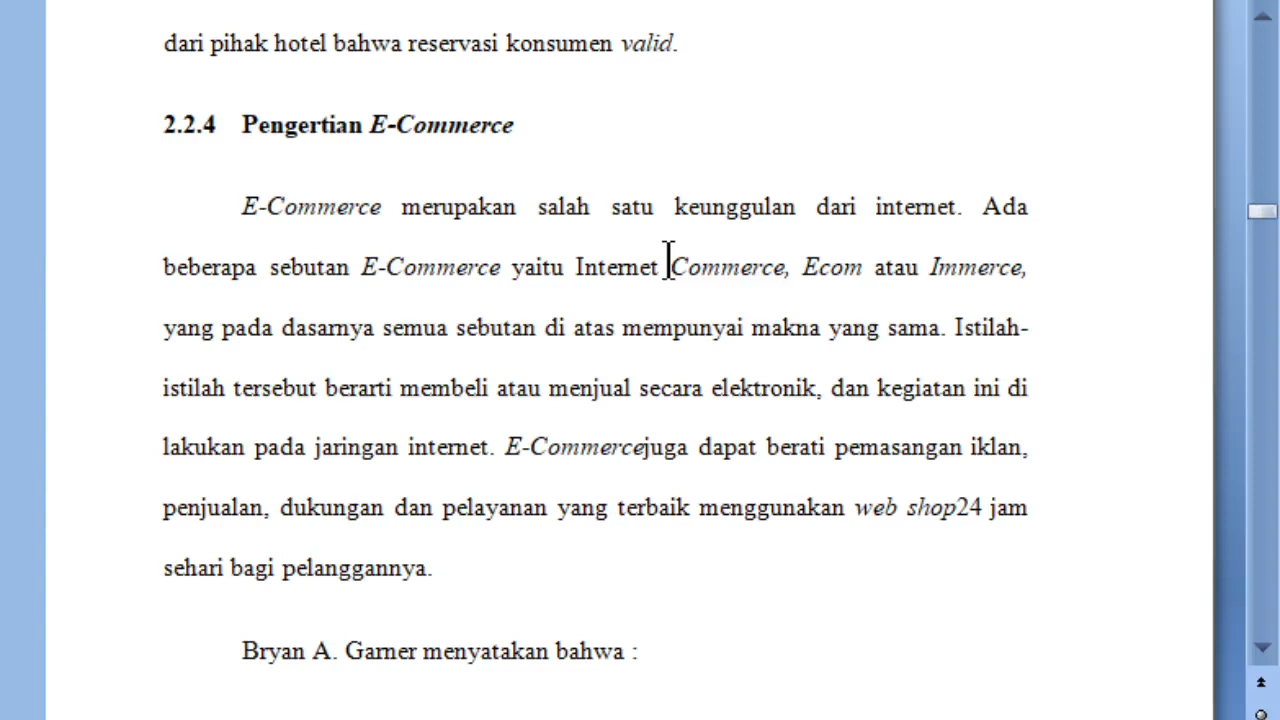 dari pihak hotel bahwa reservasi konsumen valid.
2.2.4 Pengertian E-Commerce
E-Commerce merupakan salah satu keunggulan dari internet. Ada
beberapa sebutan E-Commerce yaitu Internet Commerce, Ecom atau Immerce,
yang pada dasarnya semua sebutan di atas mempunyai makna yang sama. Istilah-
istilah tersebut berarti membeli atau menjual secara elektronik, dan kegiatan ini di
lakukan pada jaringan internet. E-Commercejuga dapat berati pemasangan iklan,
penjualan, dukungan dan pelayanan yang terbaik menggunakan web shop24 jam
sehari bagi pelanggannya.
Bryan A. Garner menyatakan bahwa :